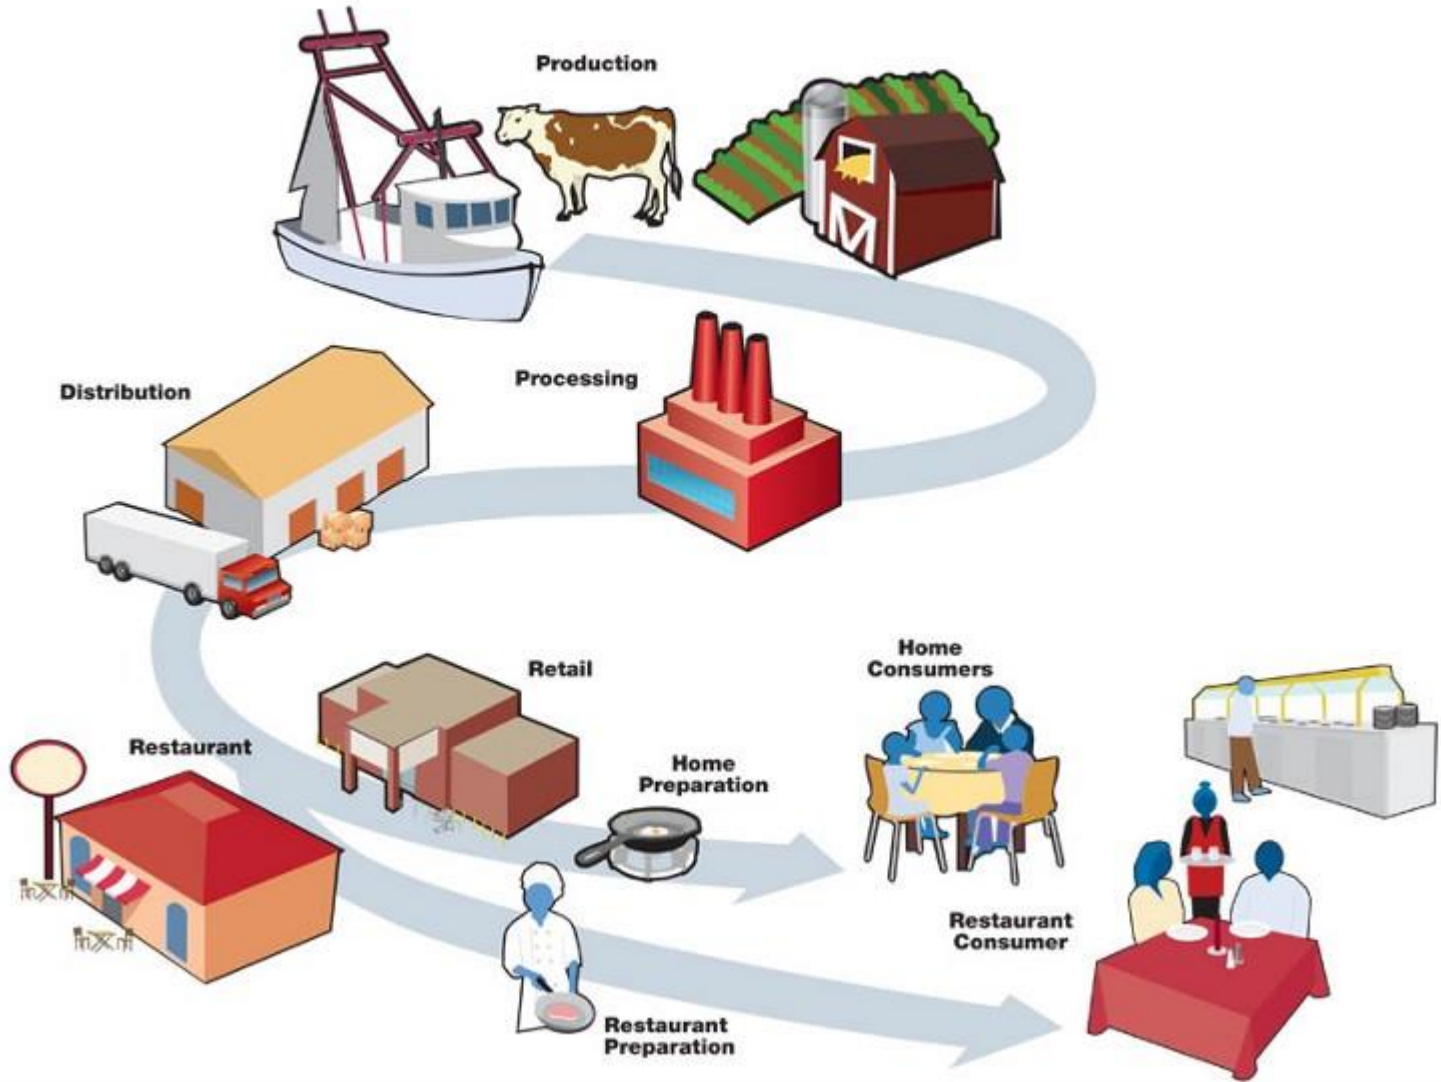 Production
Processing
Distribution
Retail
Restaurant
Home
Preparation
Home
Consumers
Restaurant
Consumer
Restaurant
Preparation